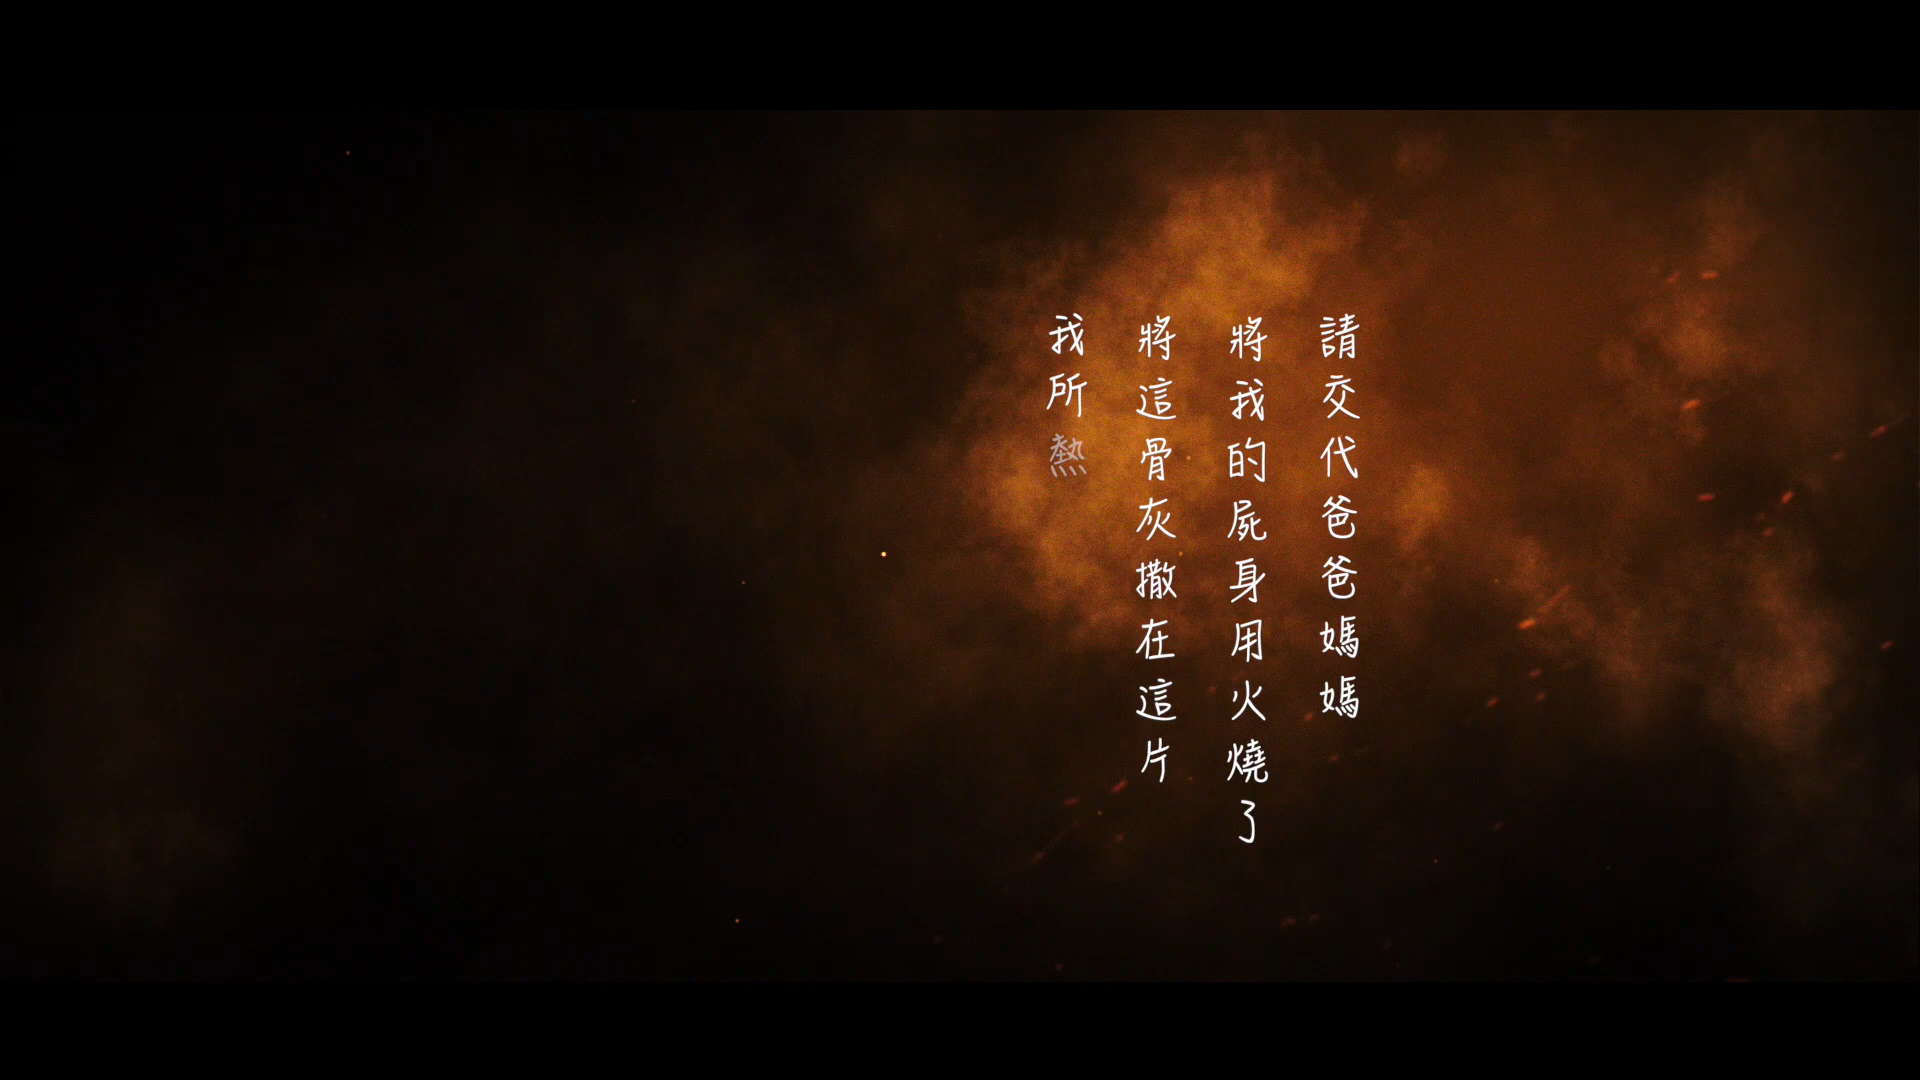 請交代爸爸媽媽
將我的屍身用火燒了
將這骨灰撒在這片
我所熱